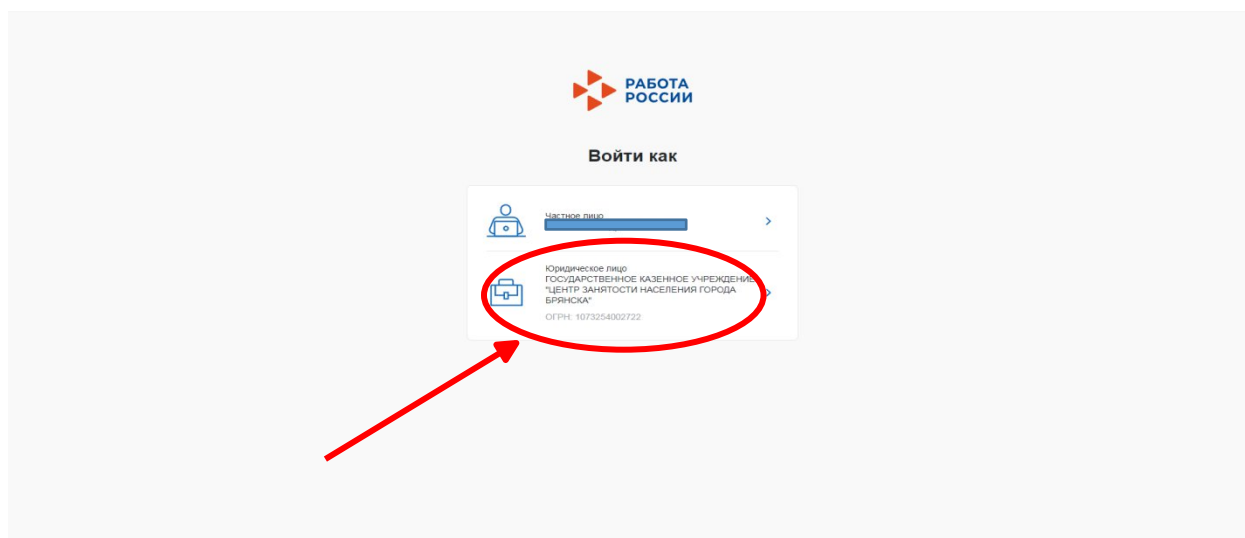 РАБОТА
РОССИИ
Войти как
Частное лицо
Юридическое лицо
ГОСУДАРСТВЕННОЕ КАЗЕННОЕ УЧРЕЖДЕНИЕ
"ЦЕНТР ЗАНЯТОСТИ НАСЕЛЕНИЯ ГОРОДА
БРЯНСКА"
ОГРН: 1073254002722